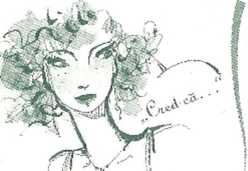 „Cred că. . . “